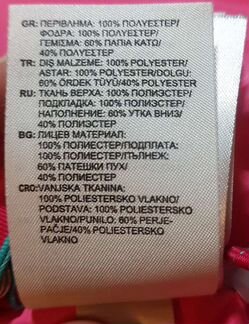 GR: ΠΕΡΙΒΛΗΜΑ: 100% ΠΟΛΥΕΣΤΕΡ/
ΦΟΔΡΑ: 100% ΠΟΛΥΕΣΤΕΡ/
ΓΕΜΙΣΜΑ: 60% ΠΑΠΙΑ ΚΑΤΩ/
40% ΠΟΛΥΕΣΤΕΡ
TR: DIŞ MALZEME: 100% POLYESTER/
ASTAR: 100% POLYESTER/DOLGU:
60% ÖRDEK TÜYÜ/40% POLYESTER
RU: ТКАНЬ ВЕРХА: 100% ПОЛИЭСТЕР/
ПОДКЛАДКА: 100% ПОЛИЭСТЕР/
НАПОЛНЕНИЕ: 60% УТКА ВНИЗ/
40% ПОЛИЭСТЕР
BG: ЛИЦЕВ МАТЕРИАЛ:
100% ПОЛИЕСТЕР/ПОДПЛАТА:
100% ПОЛИЕСТЕР/ПЪЛНЕЖ:
60% ПАТЕШКИ ПУХ/
40% ПОЛИЕСТЕР
CRO: VANJSKA TKANINA:
100% POLIESTERSKO VLAKNO/
PODSTAVA: 100% POLIESTERSKO
VLAKNO/PUNILO: 60% PERJE-
PAČJE/40% POLIESTERSKO
VLAKNO